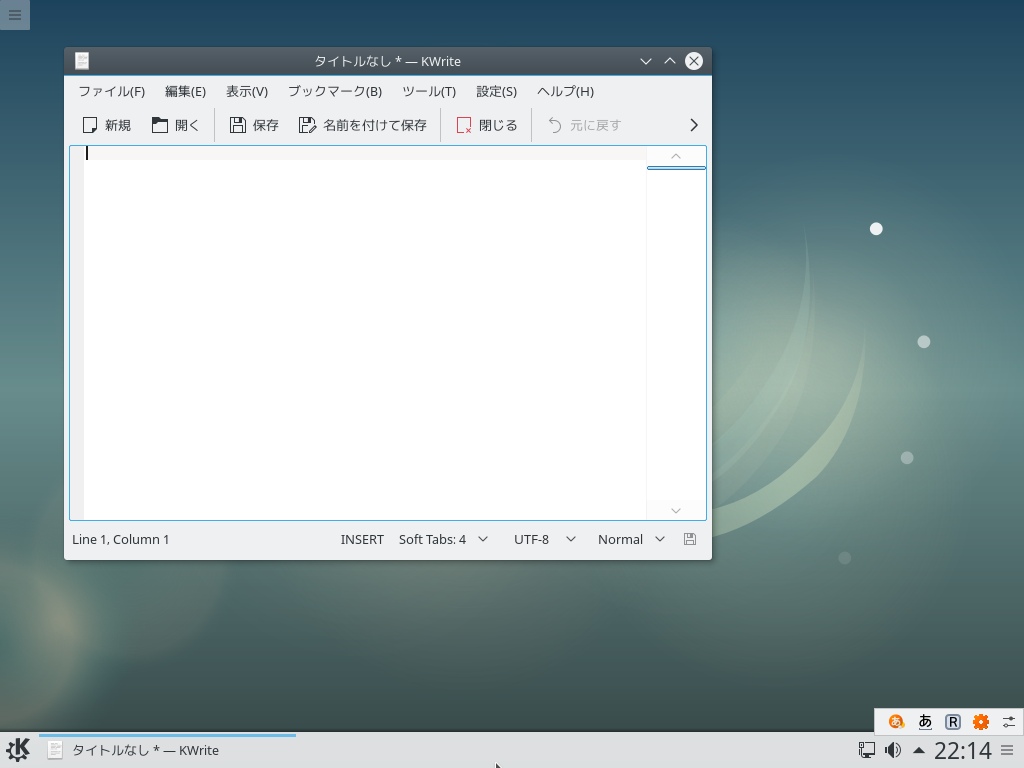 タイトルなし * — KWrite
ファイル(F) 編集(E) 表示(V) ブックマーク(B) ツール(T) 設定(S) ヘルプ(H)
新規 開く 保存 名前を付けて保存 閉じる 元に戻す
Line 1, Column 1 INSERT Soft Tabs: 4 UTF-8 Normal
あ あ R
タイトルなし * — KWrite 22:14